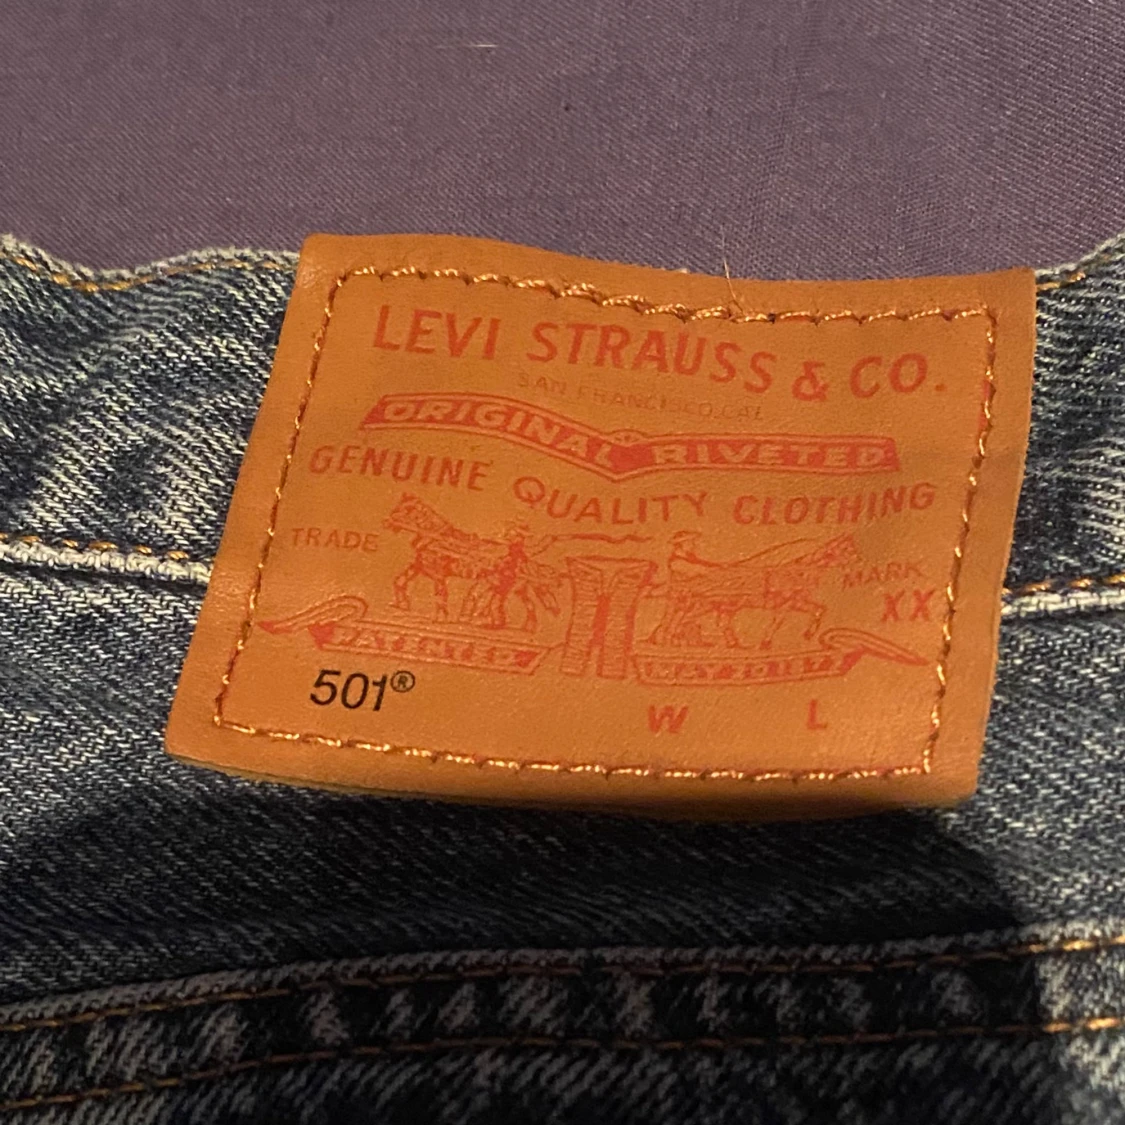 LEVI STRAUSS & CO.
SAN FRANCISCO, CAL
ORIGINAL RIVETED
GENUINE QUALITY CLOTHING
TRADE MARK
XX
PATENTED MAY 20 1873
501®
W L